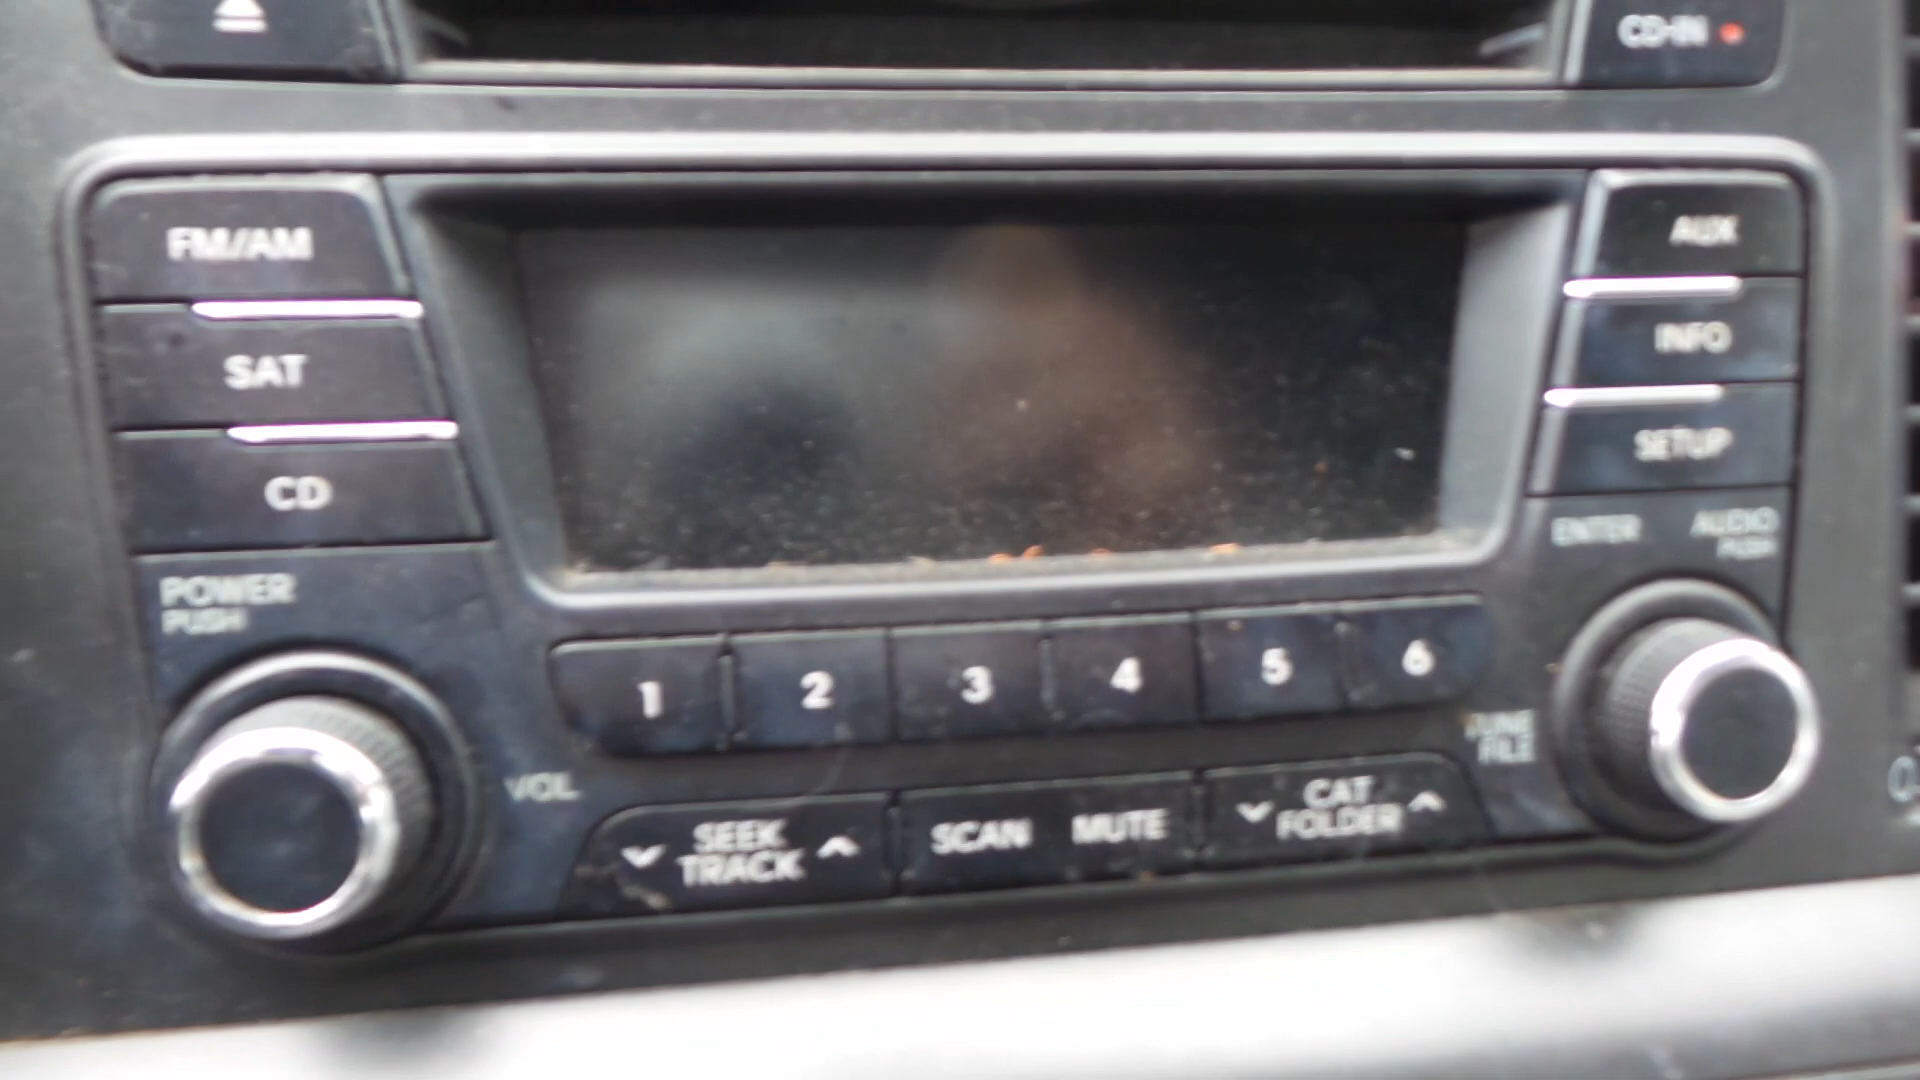 CD-IN
FM/AM
AUX
SAT
INFO
CD
SETUP
ENTER
AUDIO
PUSH
POWER
PUSH
1 2 3 4 5 6
VOL
TUNE
FILE
SEEK
TRACK
SCAN MUTE
CAT
FOLDER